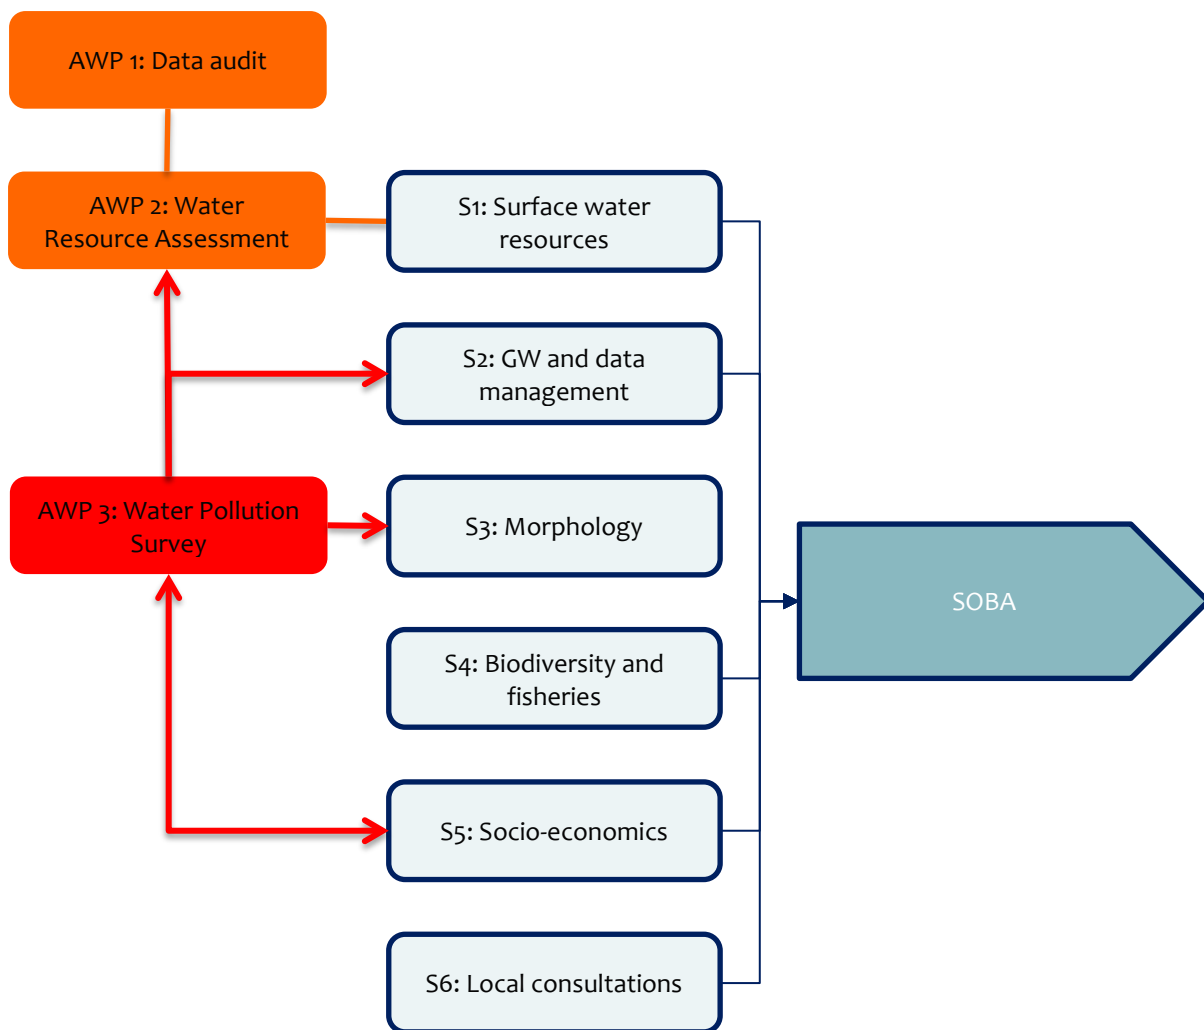 AWP 1: Data audit
AWP 2: Water
Resource Assessment
S1: Surface water
resources
S2: GW and data
management
AWP 3: Water Pollution
Survey
S3: Morphology
SOBA
S4: Biodiversity and
fisheries
S5: Socio-economics
S6: Local consultations